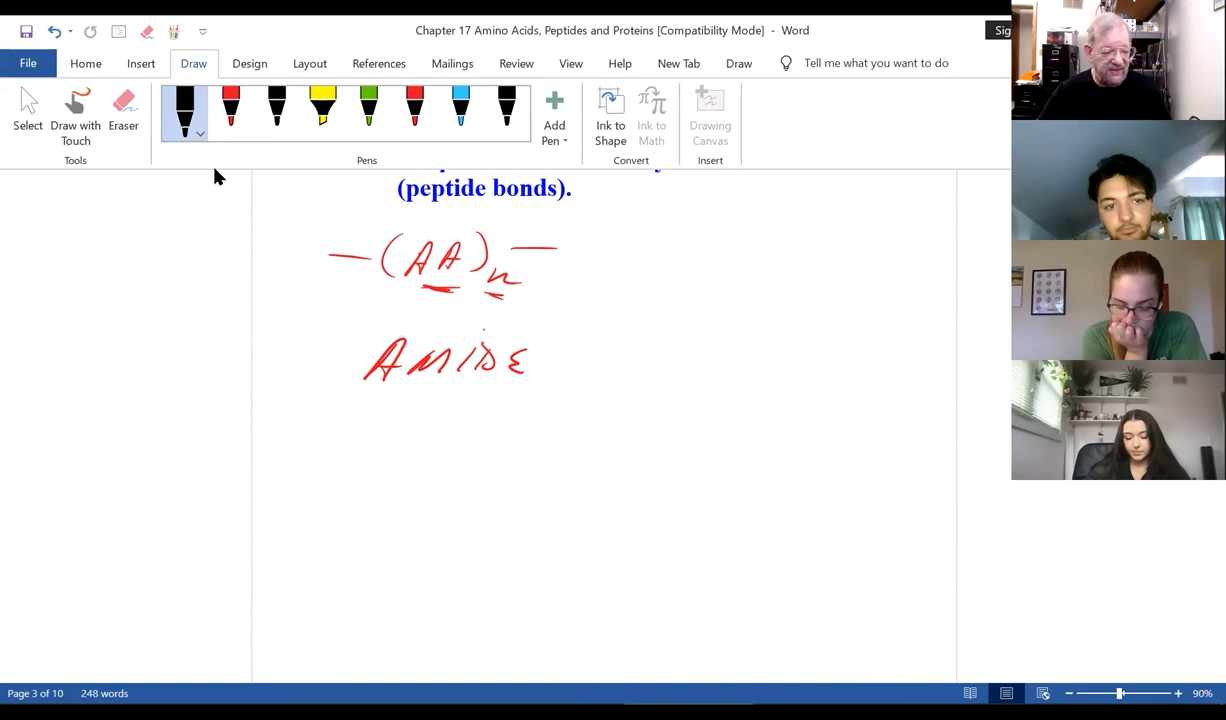 Chapter 17 Amino Acids, Peptides and Proteins [Compatibility Mode] - Word
File Home Insert Draw Design Layout References Mailings Review View Help New Tab Draw Tell me what you want to do
Select Draw with Touch Eraser Add Pen Ink to Shape Ink to Math Drawing Canvas
Tools Pens Convert Insert
(peptide bonds).
—(AA)n—
AMIDE
Page 3 of 10 248 words 90%